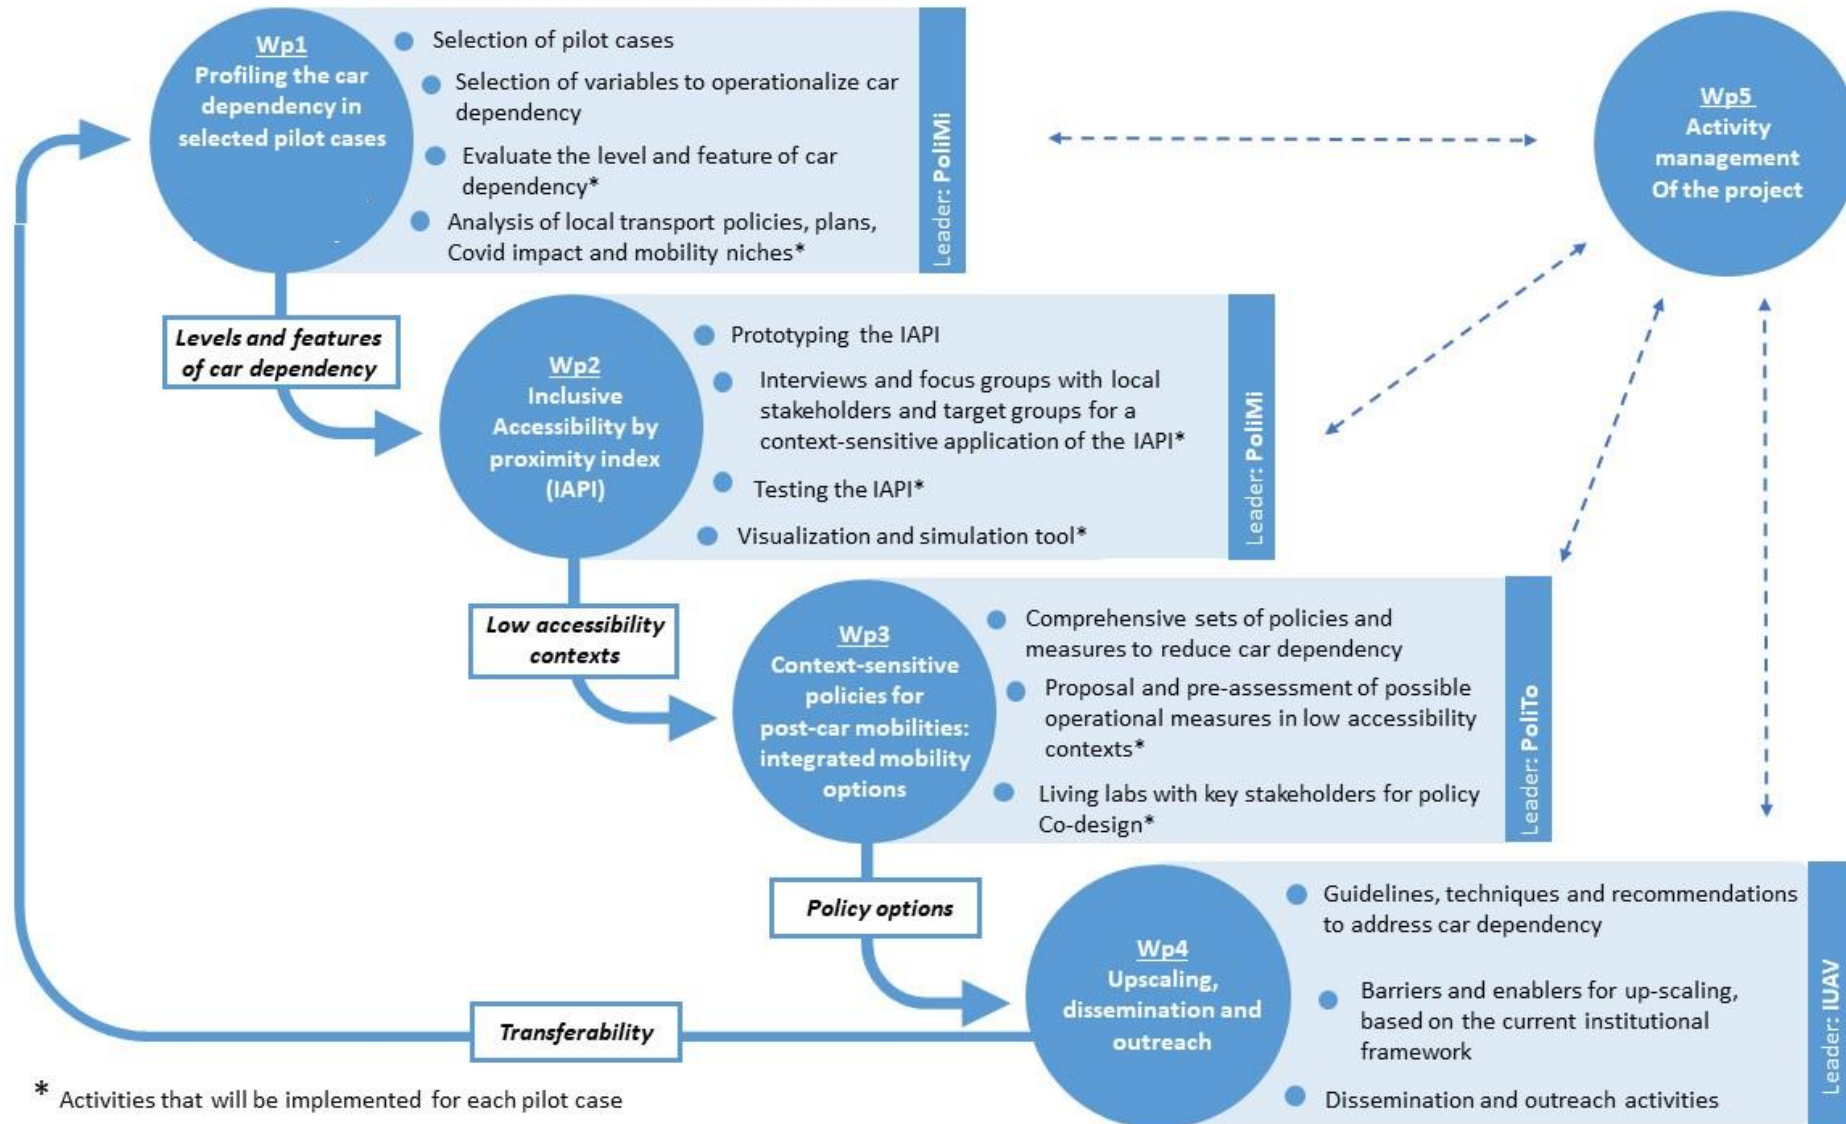 Wp1
Profiling the car
dependency in
selected pilot cases
Selection of pilot cases
Selection of variables to operationalize car
dependency
Evaluate the level and feature of car
dependency*
Analysis of local transport policies, plans,
Covid impact and mobility niches*
Leader: PoliMi
Wp5
Activity
management
Of the project
Levels and features
of car dependency
Wp2
Inclusive
Accessibility by
proximity index
(IAPI)
Prototyping the IAPI
Interviews and focus groups with local
stakeholders and target groups for a
context-sensitive application of the IAPI*
Testing the IAPI*
Visualization and simulation tool*
Leader: PoliMi
Low accessibility
contexts
Wp3
Context-sensitive
policies for
post-car mobilities:
integrated mobility
options
Comprehensive sets of policies and
measures to reduce car dependency
Proposal and pre-assessment of possible
operational measures in low accessibility
contexts*
Living labs with key stakeholders for policy
Co-design*
Leader: PoliTo
Policy options
Wp4
Upscaling,
dissemination and
outreach
Guidelines, techniques and recommendations
to address car dependency
Barriers and enablers for up-scaling,
based on the current institutional
framework
Dissemination and outreach activities
Leader: IUAV
Transferability
* Activities that will be implemented for each pilot case